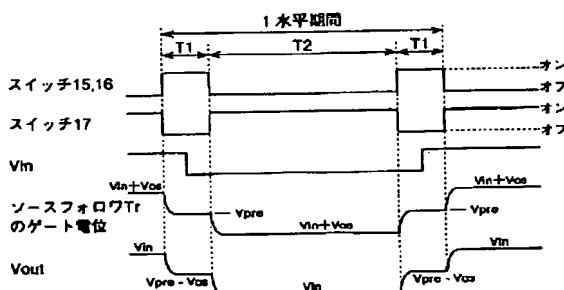 1 水平期間
T1
T2
T1
スイッチ15,16
オン
オフ
オン
オフ
スイッチ17
Vin
Vin+Vos
Vin+Vos
ソースフォロワTr
のゲート電位
Vpre
Vin+Vos
Vpre
Vin
Vin
Vout
Vpre-Vos
Vin
Vpre-Vos